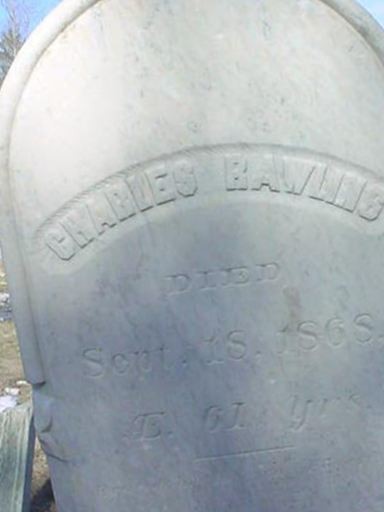 CHARLES RAWLINS
DIED
Sept. 18, 1868.
Æ. 61. Yrs.